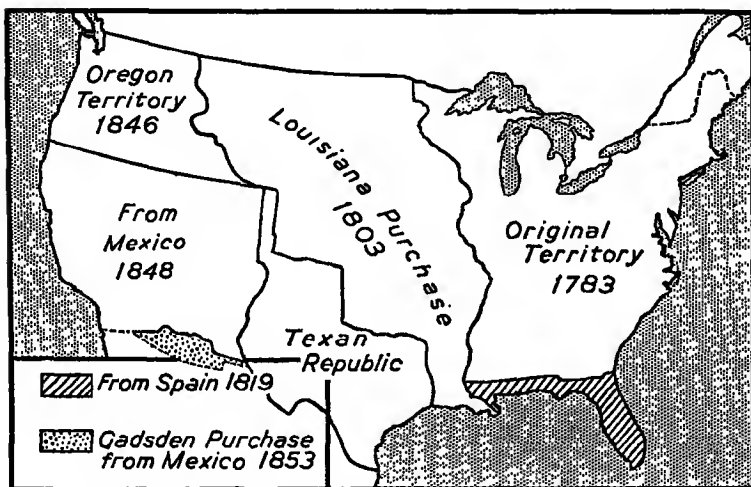 Oregon
Territory
1846
Louisiana Purchase
1803
From
Mexico
1848
Original
Territory
1783
Texan
Republic
From Spain 1819
Gadsden Purchase
from Mexico 1853